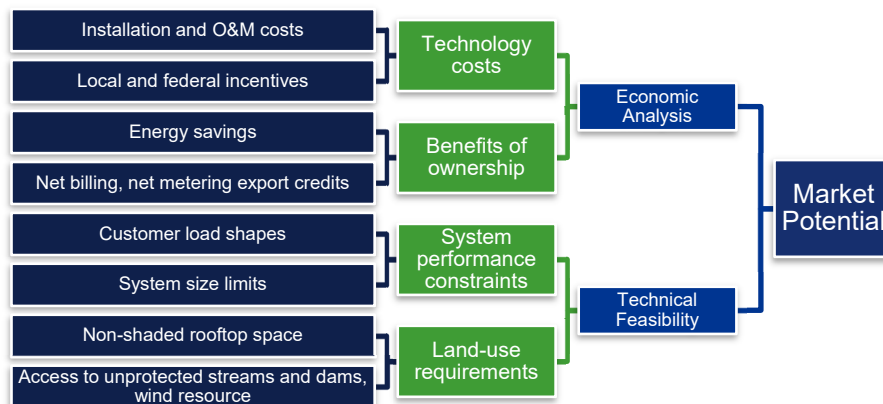 Installation and O&M costs
Local and federal incentives
Energy savings
Net billing, net metering export credits
Customer load shapes
System size limits
Non-shaded rooftop space
Access to unprotected streams and dams,
wind resource
Technology
costs
Benefits of
ownership
System
performance
constraints
Land-use
requirements
Economic
Analysis
Technical
Feasibility
Market
Potential